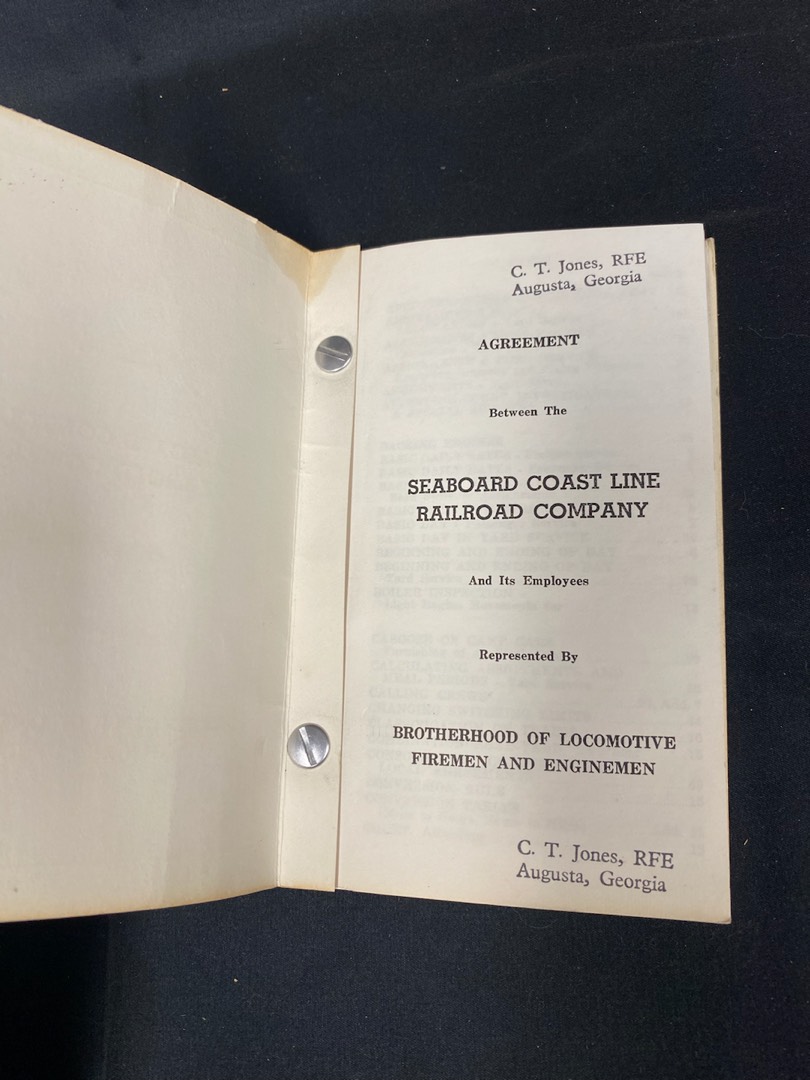 C. T. Jones, RFE
Augusta, Georgia
AGREEMENT
Between The
SEABOARD COAST LINE
RAILROAD COMPANY
And Its Employees
Represented By
BROTHERHOOD OF LOCOMOTIVE
FIREMEN AND ENGINEMEN
C. T. Jones, RFE
Augusta, Georgia